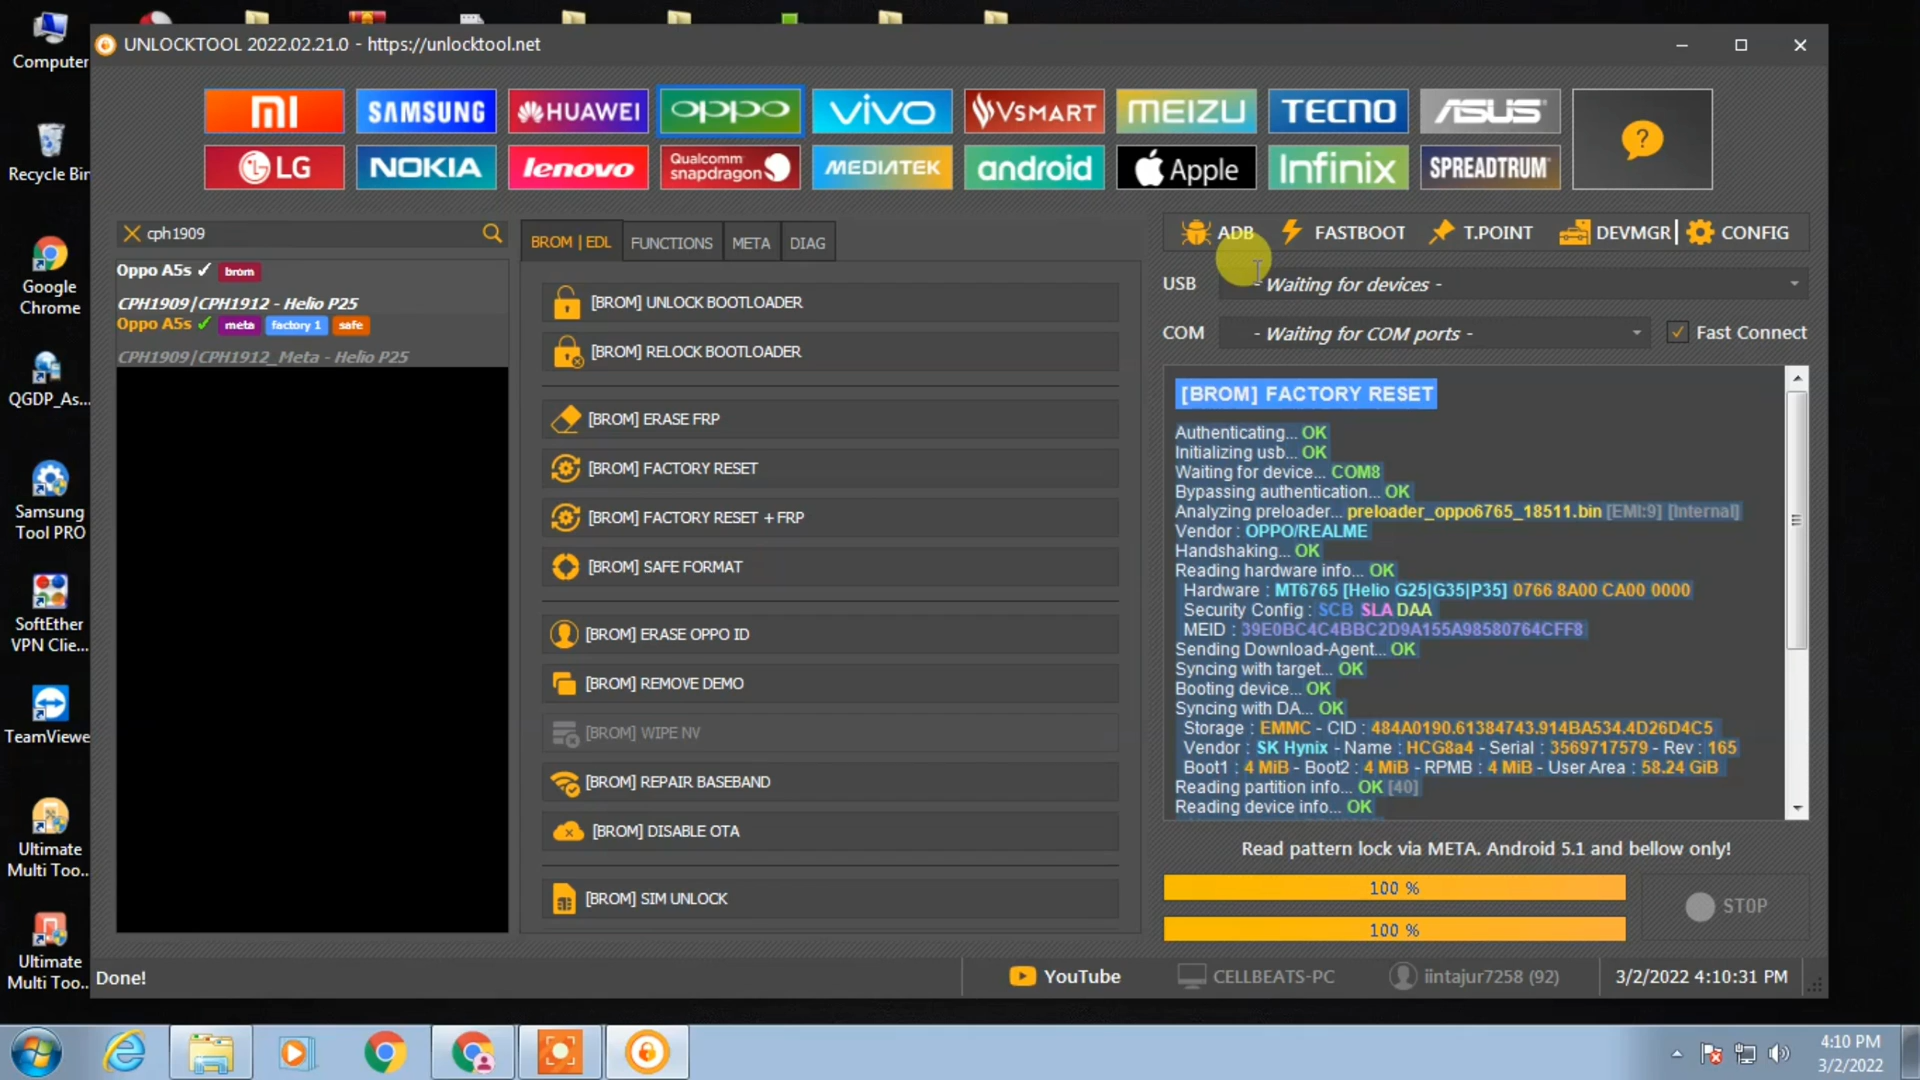 UNLOCKTOOL 2022.02.21.0 - https://unlocktool.net
SAMSUNG
HUAWEI
oppo
vivo
VSMART
MEIZU
TECNO
ASUS
LG
NOKIA
lenovo
Qualcomm
snapdragon
MEDIATEK
android
Apple
Infinix
SPREADTRUM
cph1909
Oppo A5s ✓ brom
CPH1909|CPH1912 - Helio P25
Oppo A5s ✓ meta factory 1 safe
CPH1909|CPH1912_Meta - Helio P25
BROM | EDL
FUNCTIONS
META
DIAG
[BROM] UNLOCK BOOTLOADER
[BROM] RELOCK BOOTLOADER
[BROM] ERASE FRP
[BROM] FACTORY RESET
[BROM] FACTORY RESET + FRP
[BROM] SAFE FORMAT
[BROM] ERASE OPPO ID
[BROM] REMOVE DEMO
[BROM] WIPE NV
[BROM] REPAIR BASEBAND
[BROM] DISABLE OTA
[BROM] SIM UNLOCK
ADB
FASTBOOT
T.POINT
DEVMGR
CONFIG
USB - Waiting for devices -
COM - Waiting for COM ports -
Fast Connect
[BROM] FACTORY RESET
Authenticating... OK
Initializing usb... OK
Waiting for device... COM8
Bypassing authentication... OK
Analyzing preloader... preloader_oppo6765_18511.bin [EMI:9] [Internal]
Vendor : OPPO/REALME
Handshaking... OK
Reading hardware info... OK
Hardware : MT6765 [Helio G25|G35|P35] 0766 8A00 CA00 0000
Security Config : SCB SLA DAA
MEID : 39E0BC4C4BBC2D9A155A98580764CFF8
Sending Download-Agent... OK
Syncing with target... OK
Booting device... OK
Syncing with DA... OK
Storage : EMMC - CID : 484A0190.61384743.914BA534.4D26D4C5
Vendor : SK Hynix - Name : HCG8a4 - Serial : 3569717579 - Rev : 165
Boot1 : 4 MiB - Boot2 : 4 MiB - RPMB : 4 MiB - User Area : 58.24 GiB
Reading partition info... OK [40]
Reading device info... OK
Read pattern lock via META. Android 5.1 and bellow only!
100 %
100 %
STOP
Done!
YouTube
CELLBEATS-PC
iintajur7258 (92)
3/2/2022 4:10:31 PM
Computer
Recycle Bin
Google
Chrome
QGDP_As...
Samsung
Tool PRO
SoftEther
VPN Clie...
TeamViewe
Ultimate
Multi Too...
Ultimate
Multi Too...
4:10 PM
3/2/2022